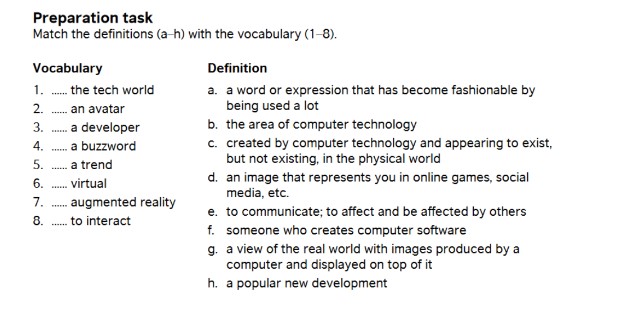 Preparation task
Match the definitions (a–h) with the vocabulary (1–8).
Vocabulary
1. ...... the tech world
2. ...... an avatar
3. ...... a developer
4. ...... a buzzword
5. ...... a trend
6. ...... virtual
7. ...... augmented reality
8. ...... to interact
Definition
a. a word or expression that has become fashionable by
being used a lot
b. the area of computer technology
c. created by computer technology and appearing to exist,
but not existing, in the physical world
d. an image that represents you in online games, social
media, etc.
e. to communicate; to affect and be affected by others
f. someone who creates computer software
g. a view of the real world with images produced by a
computer and displayed on top of it
h. a popular new development